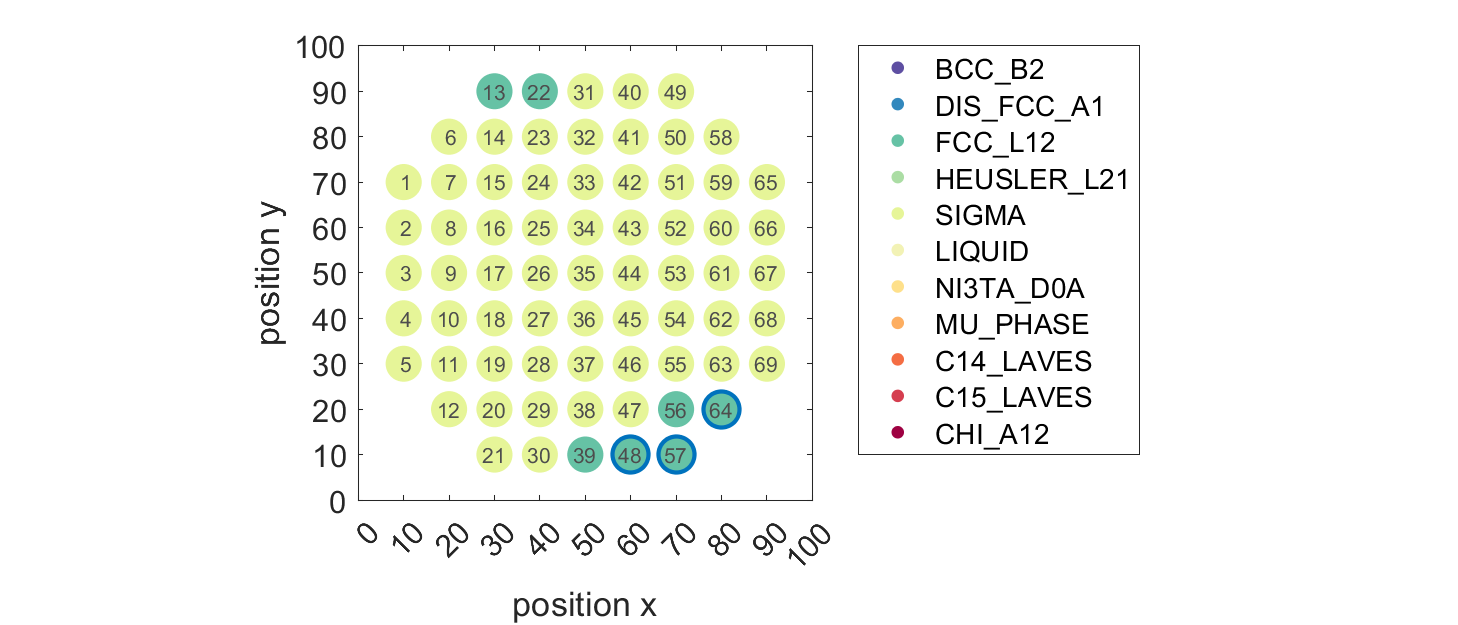 100
90
80
70
60
50
40
30
20
10
0
position y
13 22 31 40 49
6 14 23 32 41 50 58
1 7 15 24 33 42 51 59 65
2 8 16 25 34 43 52 60 66
3 9 17 26 35 44 53 61 67
4 10 18 27 36 45 54 62 68
5 11 19 28 37 46 55 63 69
12 20 29 38 47 56 64
21 30 39 48 57
0 10 20 30 40 50 60 70 80 90 100
position x
BCC_B2
DIS_FCC_A1
FCC_L12
HEUSLER_L21
SIGMA
LIQUID
NI3TA_D0A
MU_PHASE
C14_LAVES
C15_LAVES
CHI_A12